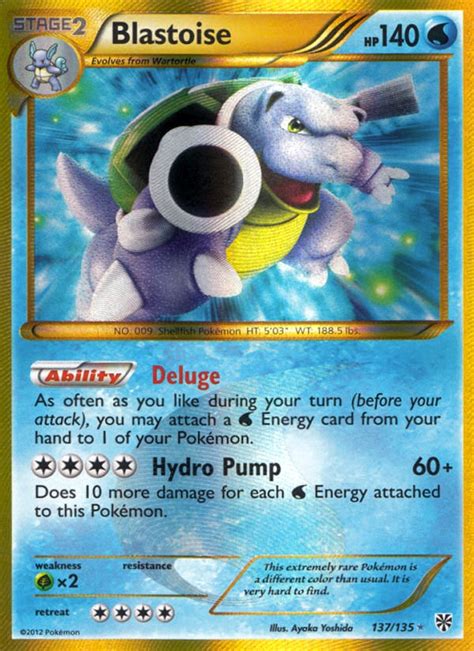 STAGE2
Blastoise
HP140
Evolves from Wartortle
NO. 009 Shellfish Pokémon HT: 5'03" WT: 188.5 lbs.
Ability Deluge
As often as you like during your turn (before your
attack), you may attach a Energy card from your
hand to 1 of your Pokémon.
Hydro Pump 60+
Does 10 more damage for each Energy attached
to this Pokémon.
weakness resistance
×2
retreat
This extremely rare Pokémon is
a different color than usual. It is
very hard to find.
©2012 Pokémon
Illus. Ayaka Yoshida
137/135